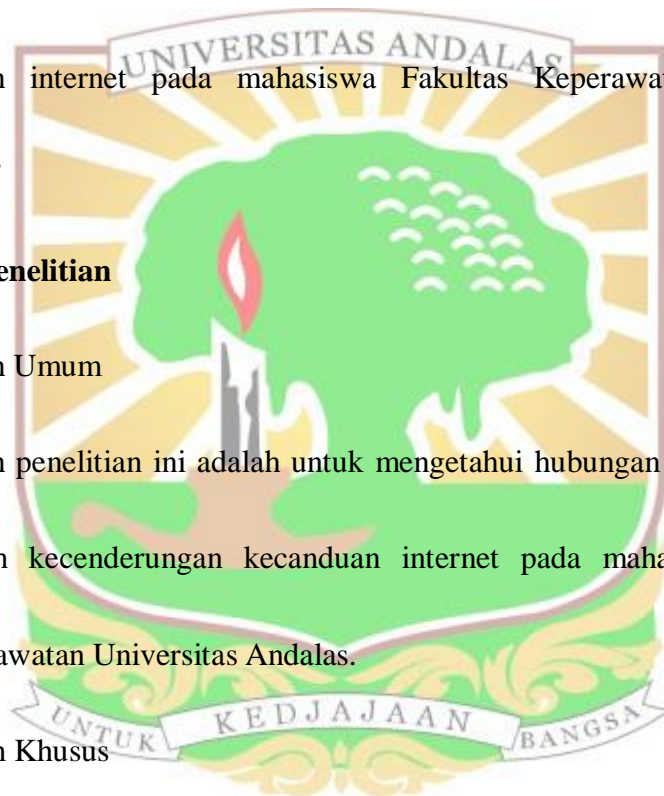 UNIVERSITAS ANDALAS
n internet pada mahasiswa Fakultas Keperawat
enelitian
n Umum
n penelitian ini adalah untuk mengetahui hubungan
n kecenderungan kecanduan internet pada maha
awatan Universitas Andalas.
UNTUK KEDJAJAAN BANGSA
n Khusus